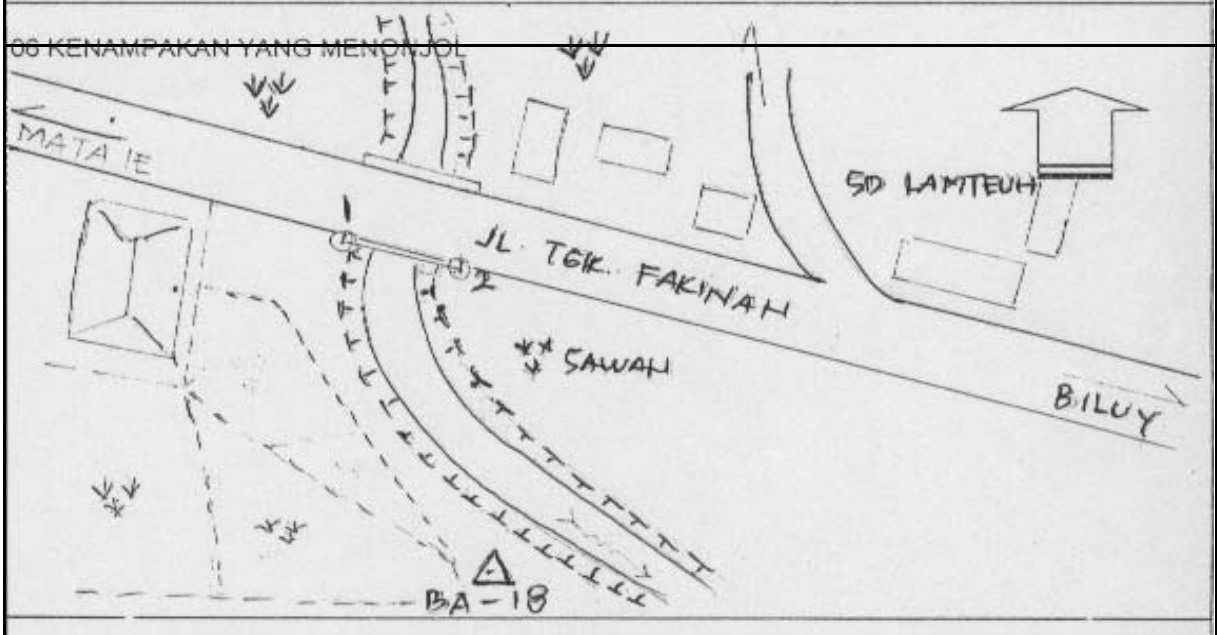 06 KENAMPAKAN YANG MENONJOL
MATA IE
SD LAMTEUH
1
2
JL. TGK. FAKINAH
SAWAH
BILUY
BA-18